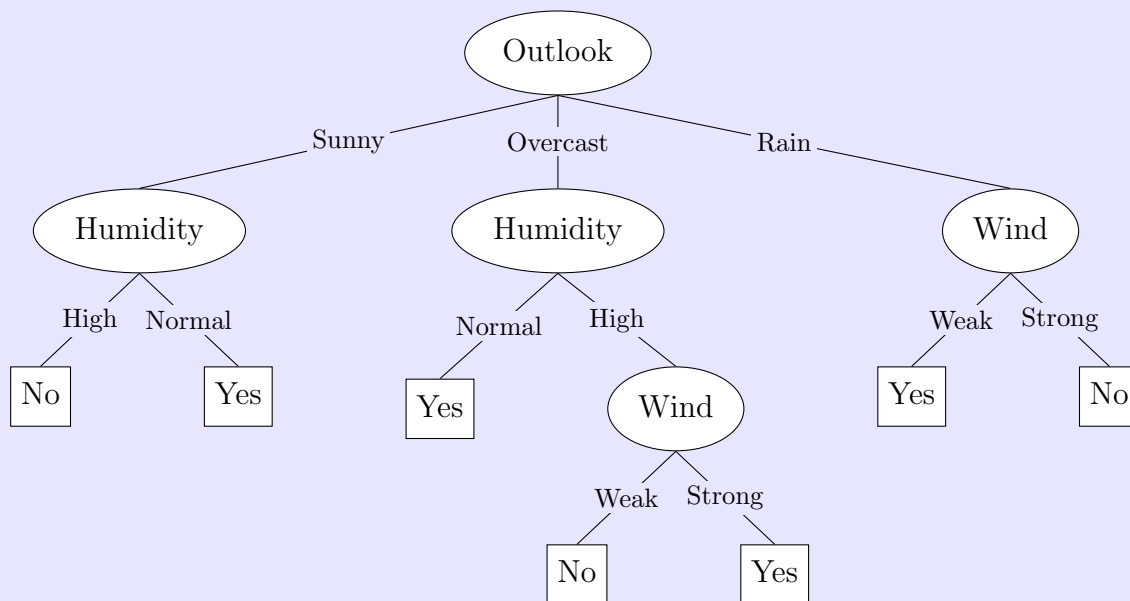 Outlook
Sunny
Overcast
Rain
Humidity
Humidity
Wind
High
Normal
Normal
High
Weak
Strong
No
Yes
Yes
Wind
Yes
No
Weak
Strong
No
Yes